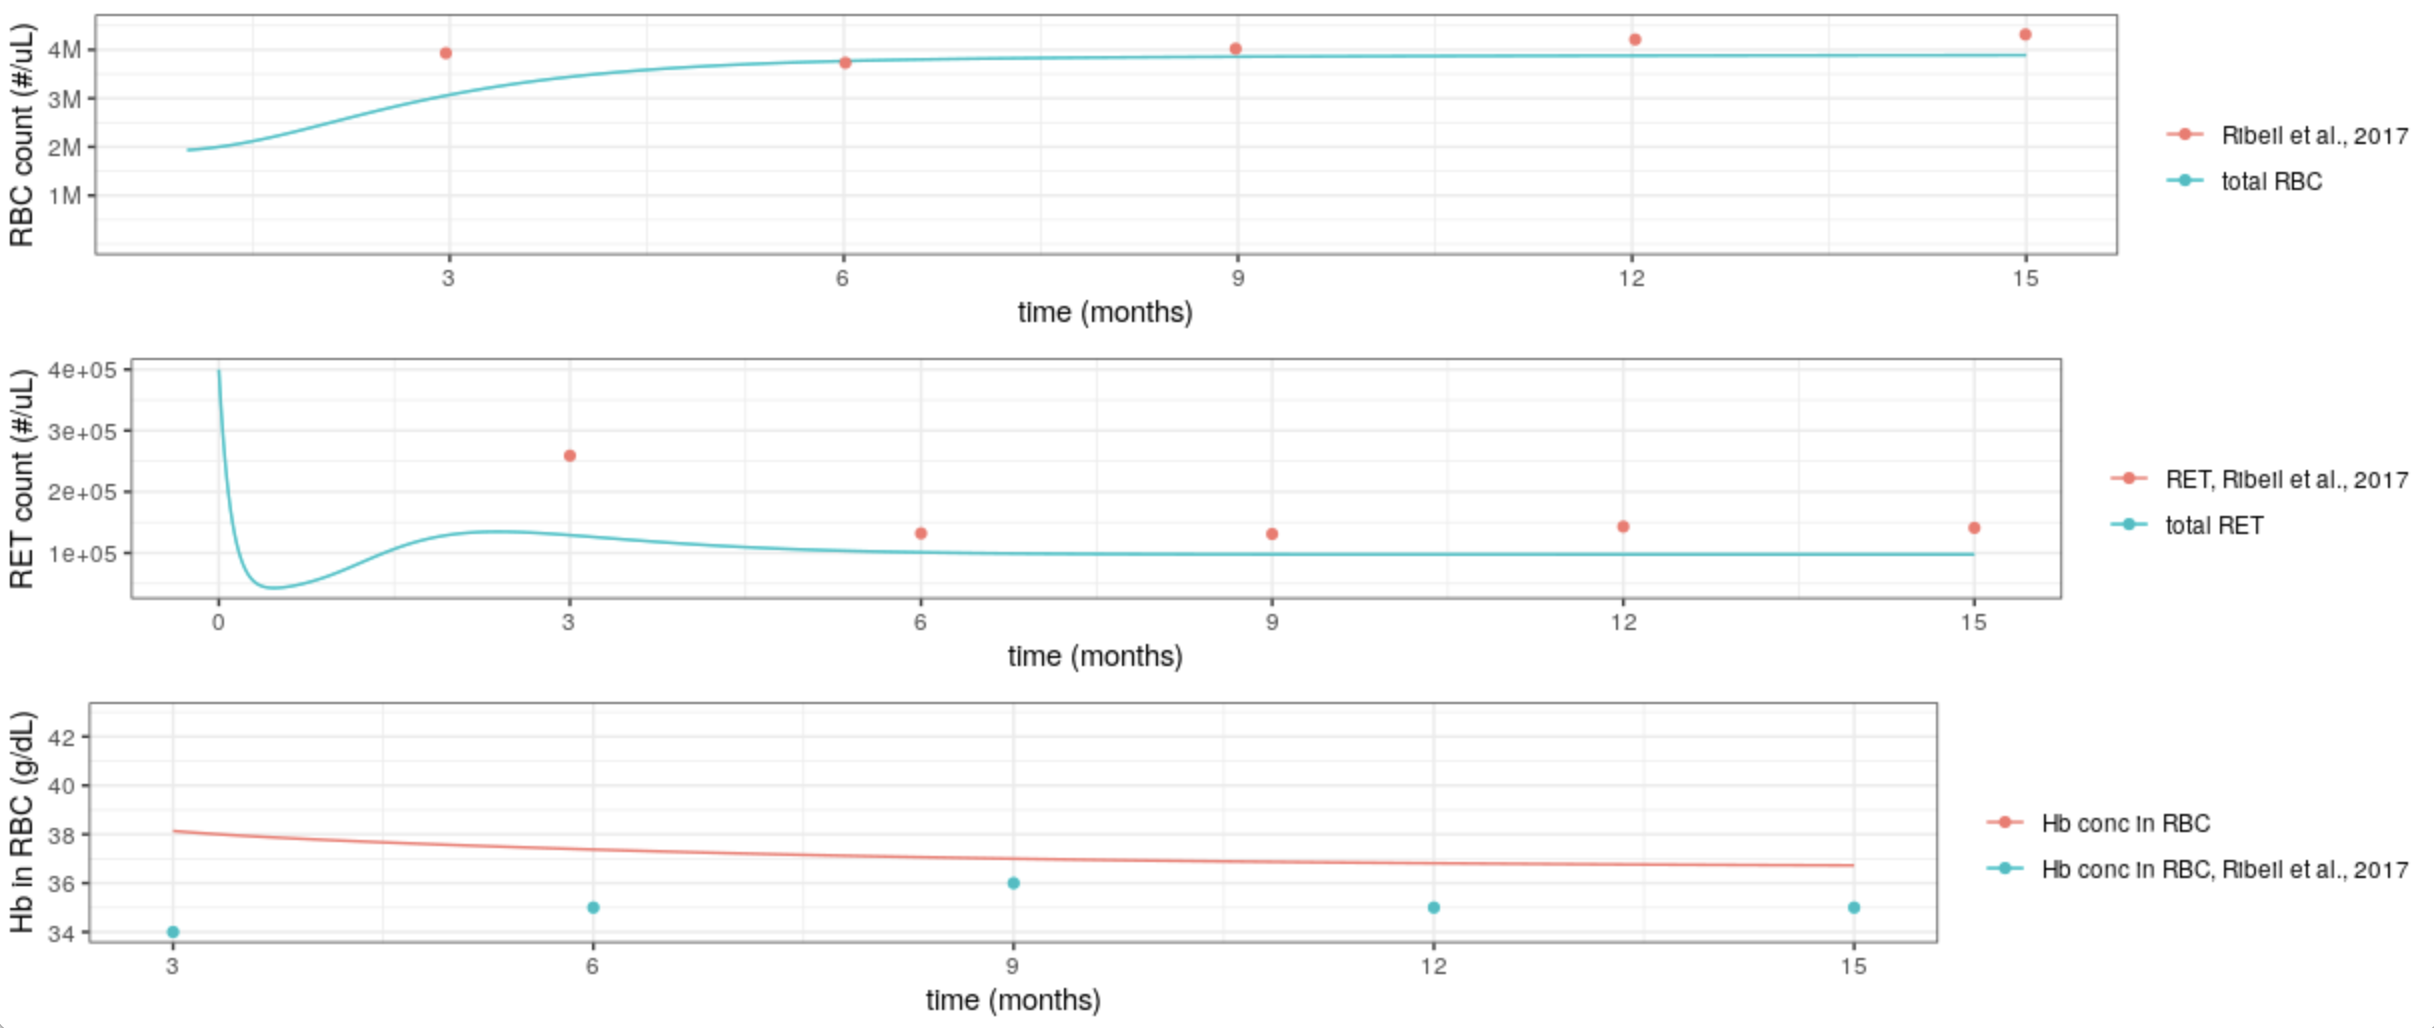 RBC count (#/uL)
4M
3M
2M
1M
3 6 9 12 15
time (months)
Ribeil et al., 2017
total RBC
RET count (#/uL)
4e+05
3e+05
2e+05
1e+05
0 3 6 9 12 15
time (months)
RET, Ribeil et al., 2017
total RET
Hb in RBC (g/dL)
42
40
38
36
34
3 6 9 12 15
time (months)
Hb conc in RBC
Hb conc in RBC, Ribeil et al., 2017